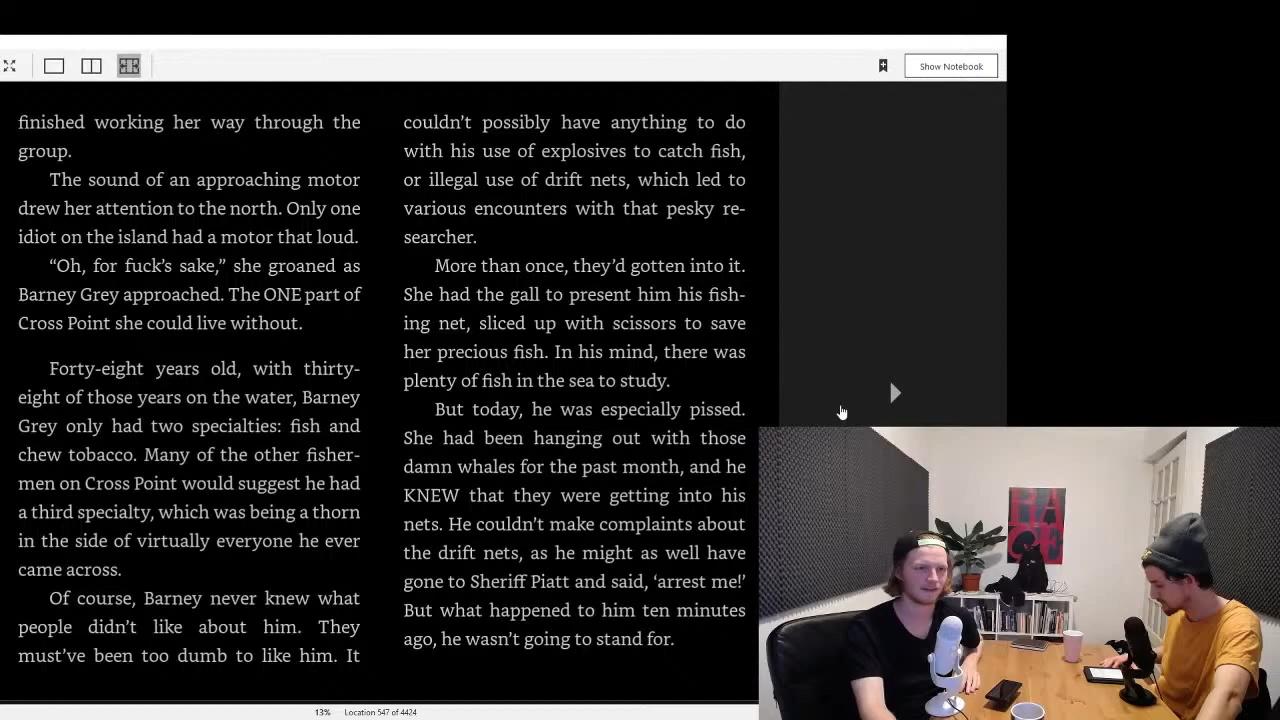 Show Notebook
finished working her way through the
group.
The sound of an approaching motor
drew her attention to the north. Only one
idiot on the island had a motor that loud.
“Oh, for fuck’s sake,” she groaned as
Barney Grey approached. The ONE part of
Cross Point she could live without.
Forty-eight years old, with thirty-
eight of those years on the water, Barney
Grey only had two specialties: fish and
chew tobacco. Many of the other fisher-
men on Cross Point would suggest he had
a third specialty, which was being a thorn
in the side of virtually everyone he ever
came across.
Of course, Barney never knew what
people didn’t like about him. They
must’ve been too dumb to like him. It
couldn’t possibly have anything to do
with his use of explosives to catch fish,
or illegal use of drift nets, which led to
various encounters with that pesky re-
searcher.
More than once, they’d gotten into it.
She had the gall to present him his fish-
ing net, sliced up with scissors to save
her precious fish. In his mind, there was
plenty of fish in the sea to study.
But today, he was especially pissed.
She had been hanging out with those
damn whales for the past month, and he
KNEW that they were getting into his
nets. He couldn’t make complaints about
the drift nets, as he might as well have
gone to Sheriff Piatt and said, ‘arrest me!’
But what happened to him ten minutes
ago, he wasn’t going to stand for.
RA
GE
13% Location 547 of 4424